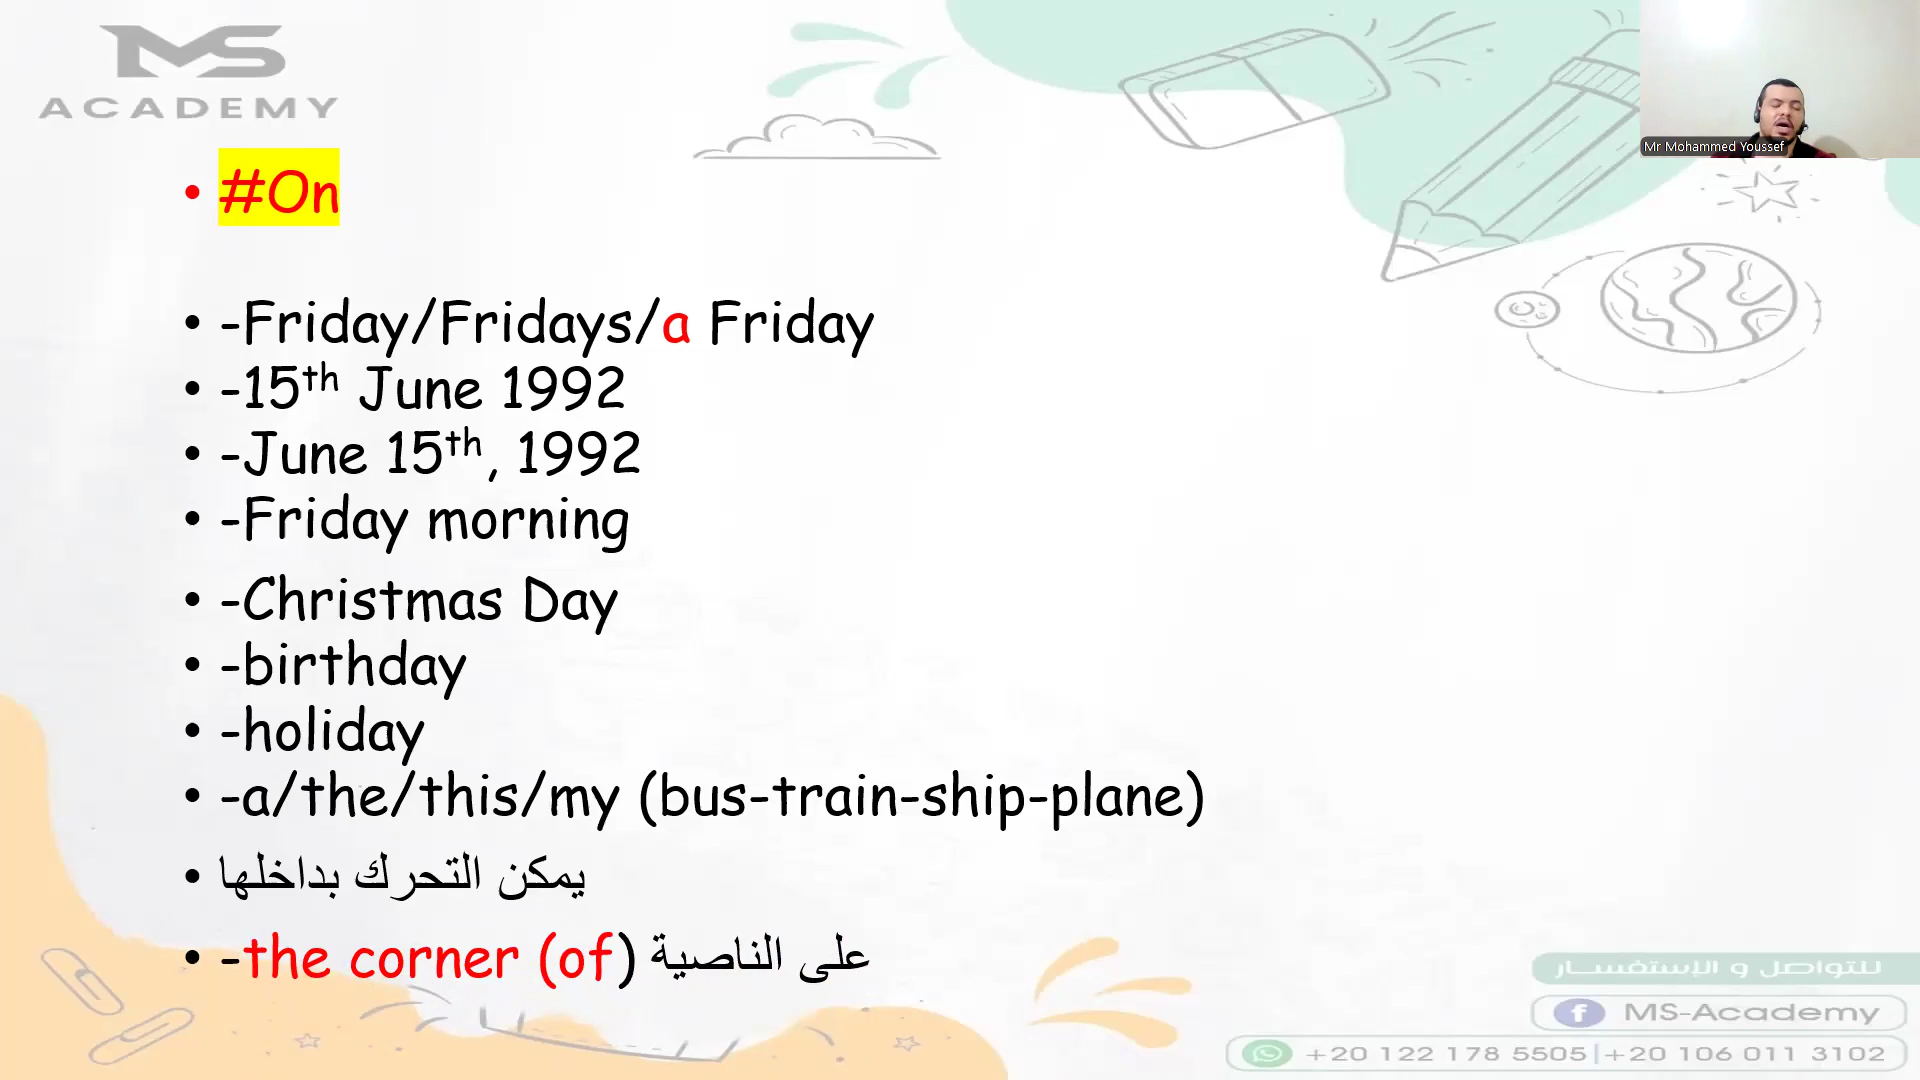 MS
ACADEMY
Mr Mohammed Youssef
• #On
• -Friday/Fridays/a Friday
• -15th June 1992
• -June 15th, 1992
• -Friday morning
• -Christmas Day
• -birthday
• -holiday
• -a/the/this/my (bus-train-ship-plane)
• يمكن التحرك بداخلها
• -the corner (of) على الناصية
للتواصل و الإستفسار
MS-Academy
+20 122 178 5505 | +20 106 011 3102